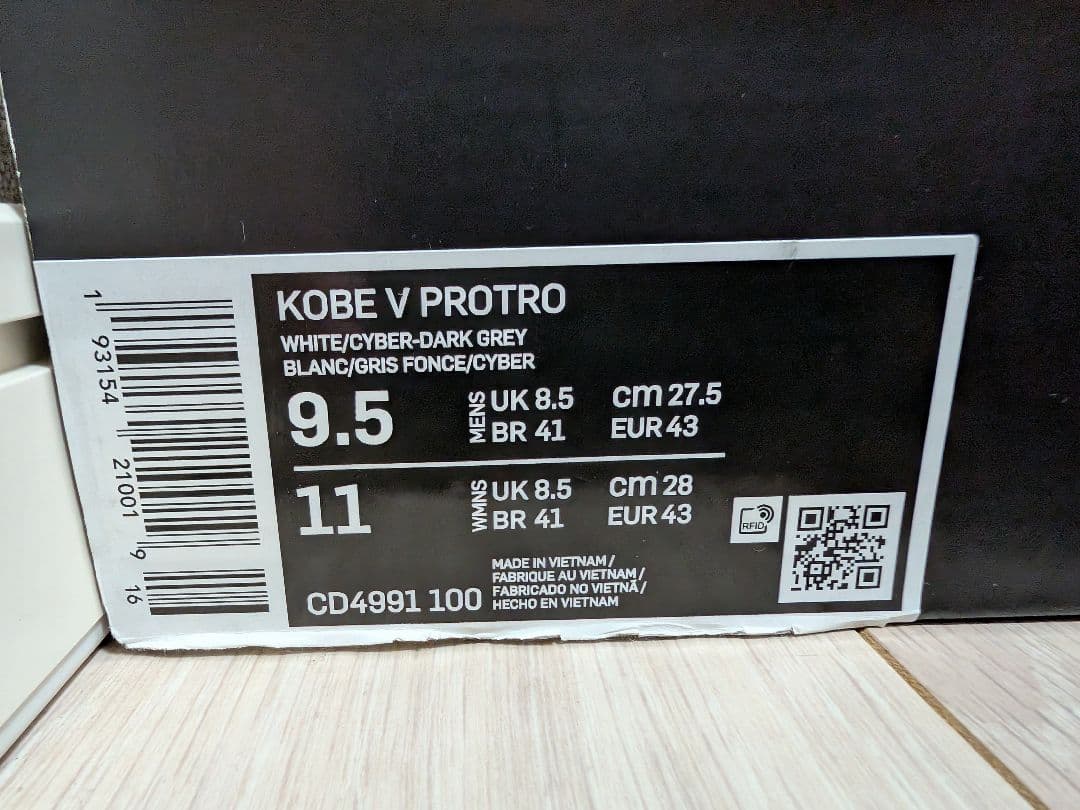 KOBE V PROTRO
WHITE/CYBER-DARK GREY
BLANC/GRIS FONCE/CYBER
9.5 MENS UK 8.5 cm 27.5
BR 41 EUR 43
11 WMNS UK 8.5 cm 28
BR 41 EUR 43
RFID
CD4991 100
MADE IN VIETNAM/
FABRIQUE AU VIETNAM/
FABRICADO NO VIETNÃ/
HECHO EN VIETNAM
1 93154 21001 9 16